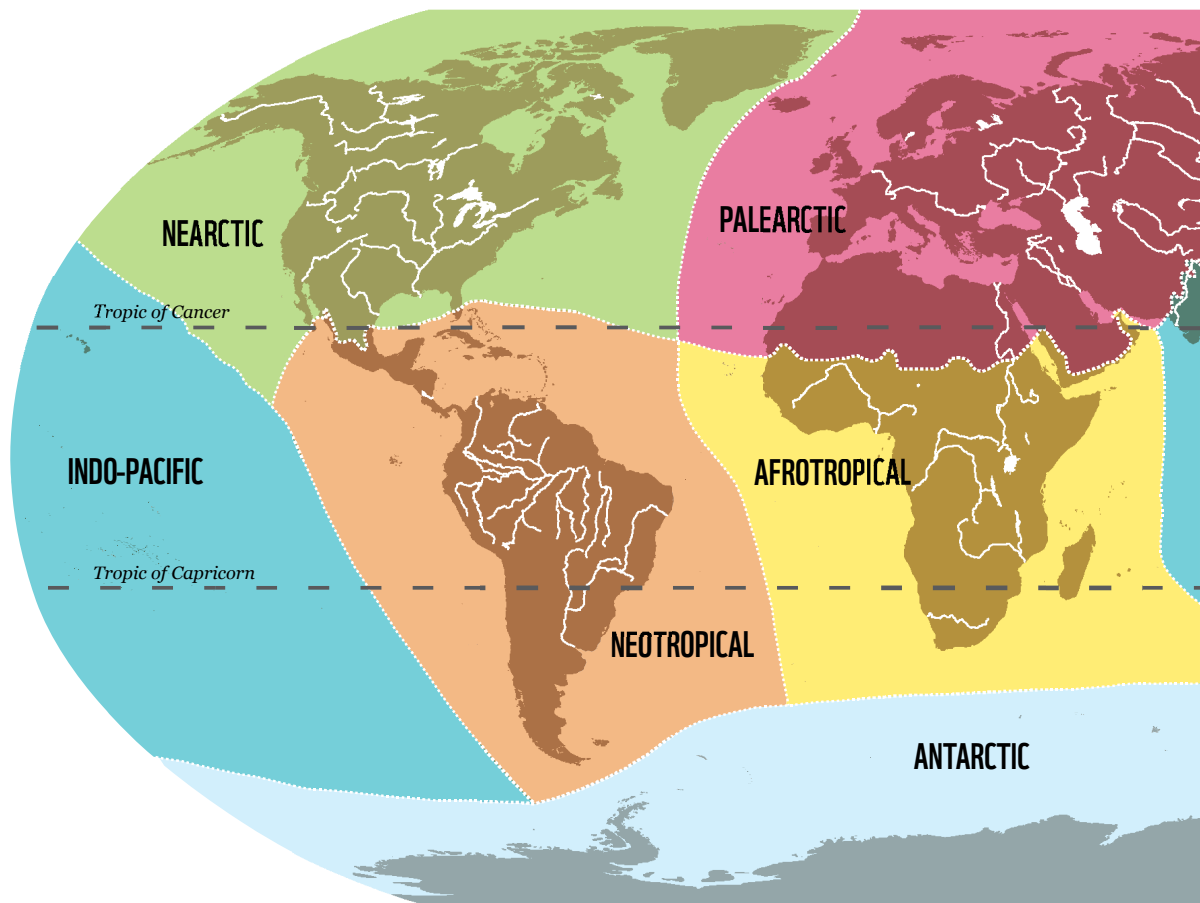 NEARCTIC
PALEARCTIC
Tropic of Cancer
INDO-PACIFIC
AFROTROPICAL
Tropic of Capricorn
NEOTROPICAL
ANTARCTIC